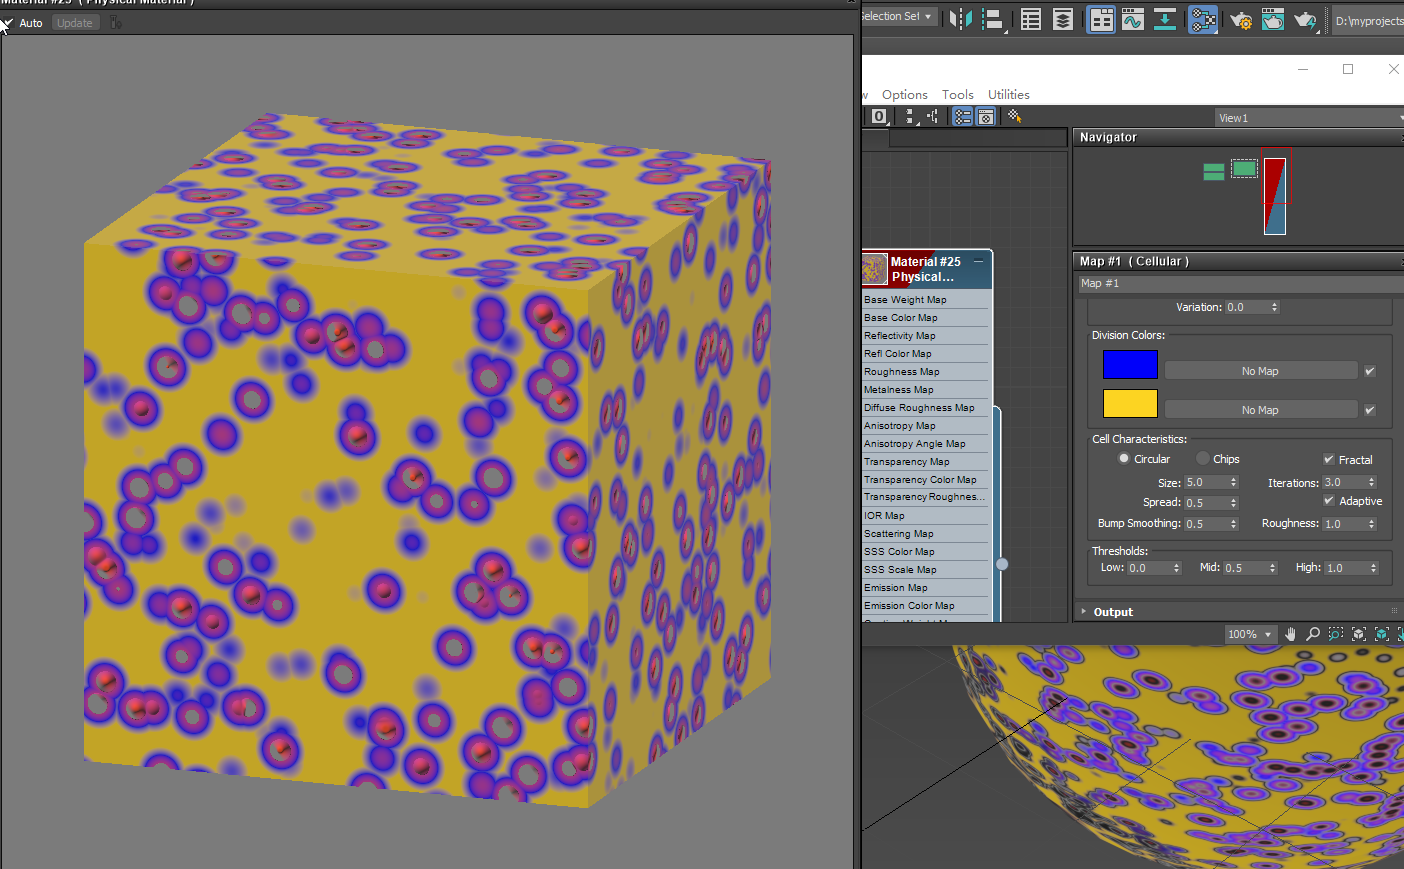 Material #25 ( Physical Material )
Auto
Update
Selection Set
D:\myprojects
Options Tools Utilities
View1
Navigator
Material #25
Physical...
Base Weight Map
Base Color Map
Reflectivity Map
Refl Color Map
Roughness Map
Metalness Map
Diffuse Roughness Map
Anisotropy Map
Anisotropy Angle Map
Transparency Map
Transparency Color Map
Transparency Roughnes...
IOR Map
Scattering Map
SSS Color Map
SSS Scale Map
Emission Map
Emission Color Map
Map #1 ( Cellular )
Map #1
Variation: 0.0
Division Colors:
No Map
No Map
Cell Characteristics:
Circular Chips Fractal
Size: 5.0 Iterations: 3.0
Spread: 0.5 Adaptive
Bump Smoothing: 0.5 Roughness: 1.0
Thresholds:
Low: 0.0 Mid: 0.5 High: 1.0
Output
100%